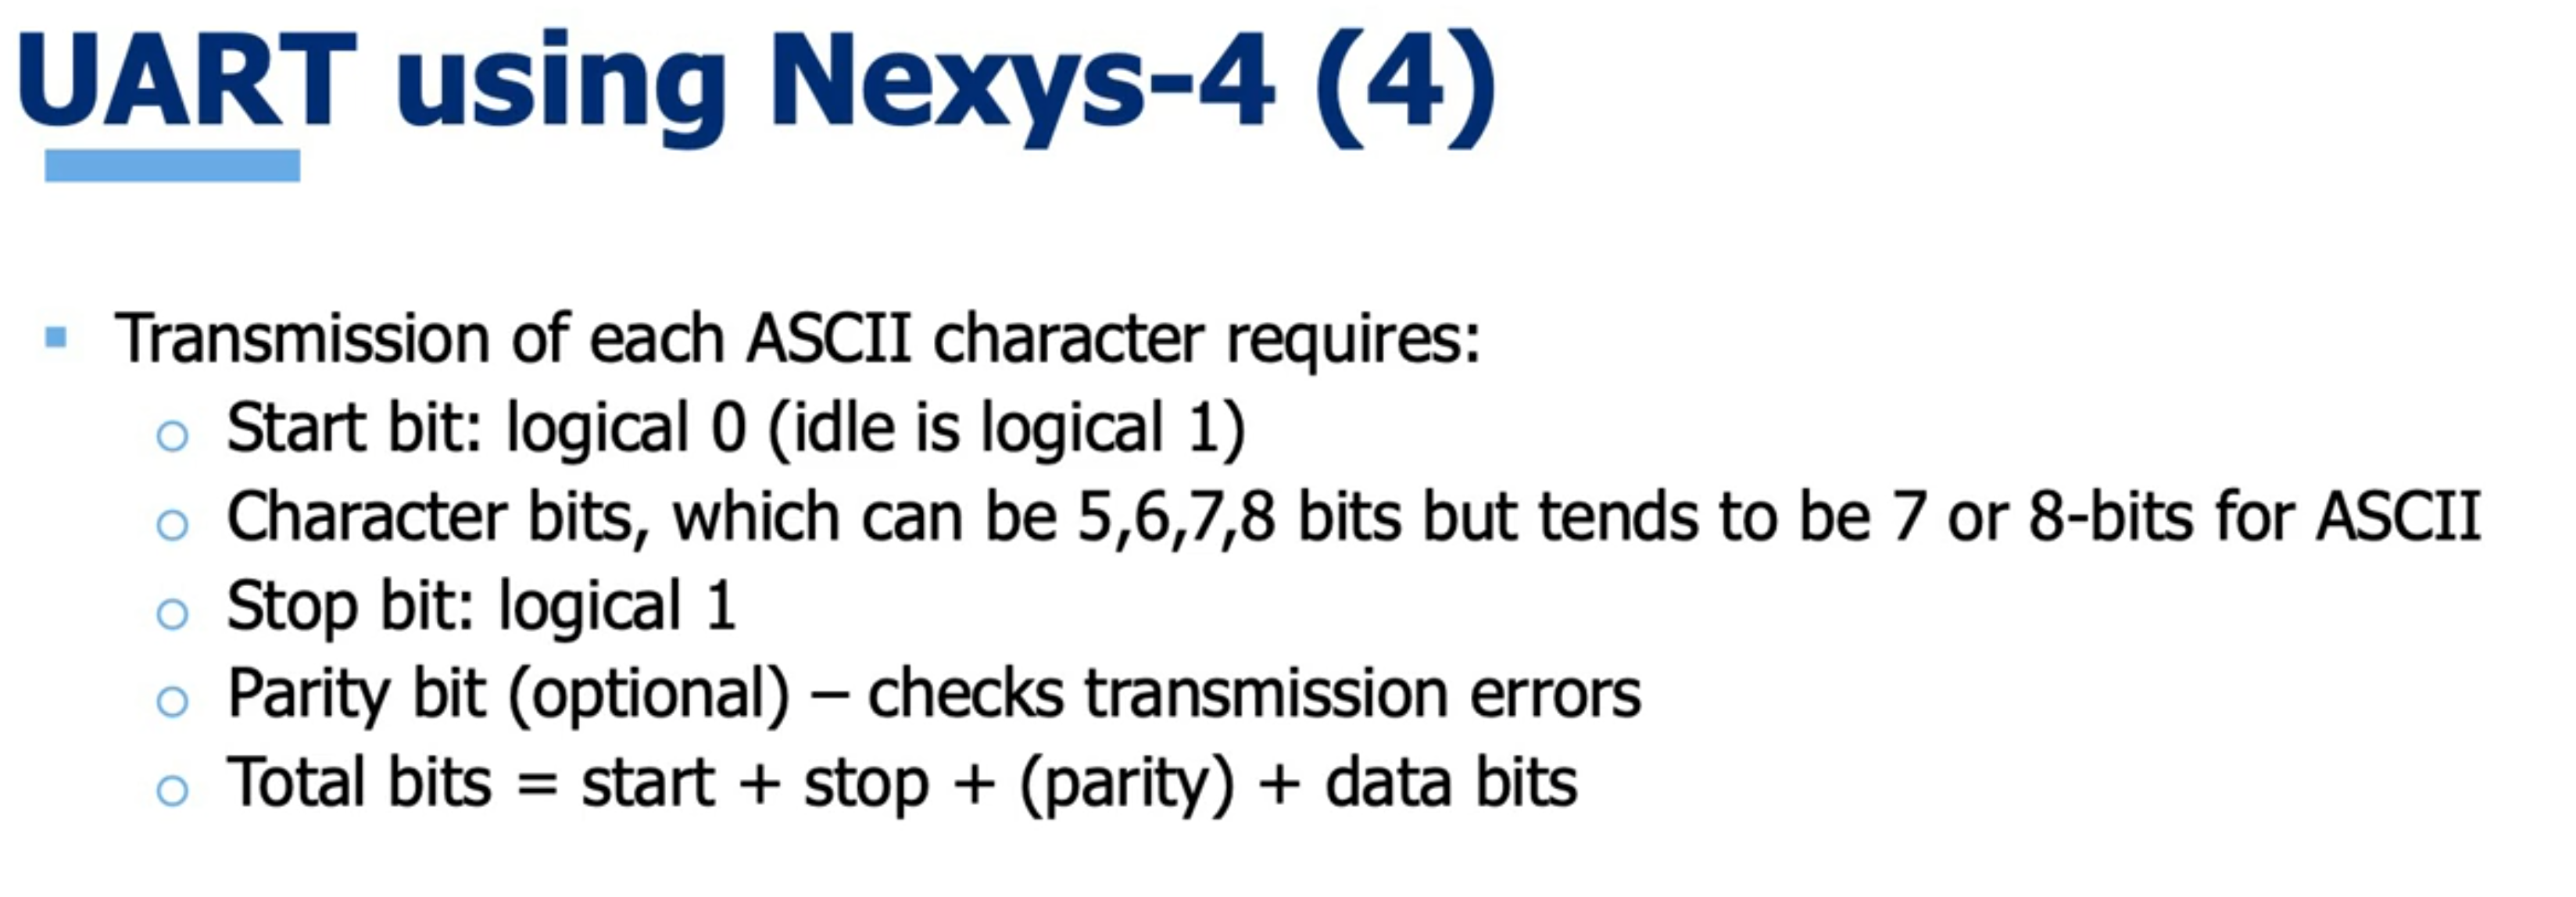 UART using Nexys-4 (4)
Transmission of each ASCII character requires:
Start bit: logical 0 (idle is logical 1)
Character bits, which can be 5,6,7,8 bits but tends to be 7 or 8-bits for ASCII
Stop bit: logical 1
Parity bit (optional) – checks transmission errors
Total bits = start + stop + (parity) + data bits